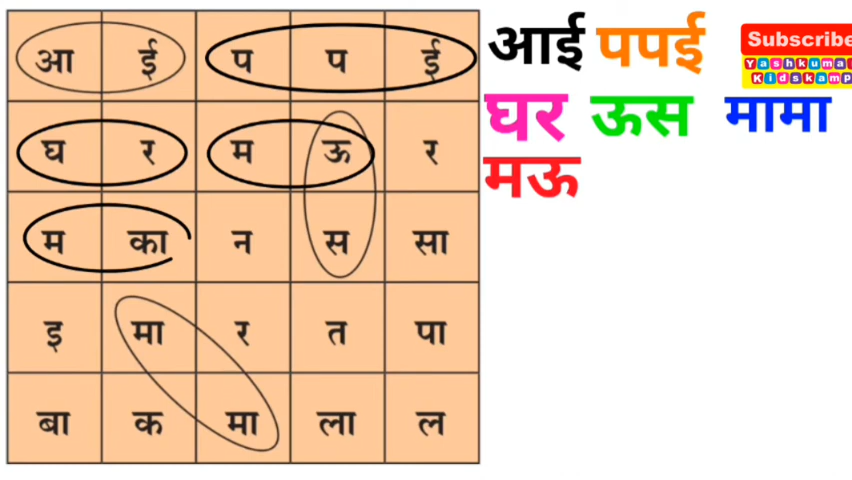 आ ई प प ई
घ र म ऊ र
म का न स सा
इ मा र त पा
बा क मा ला ल
आई पपई
घर ऊस मामा
मऊ
Subscribe
Yashkumar
Kidskamp